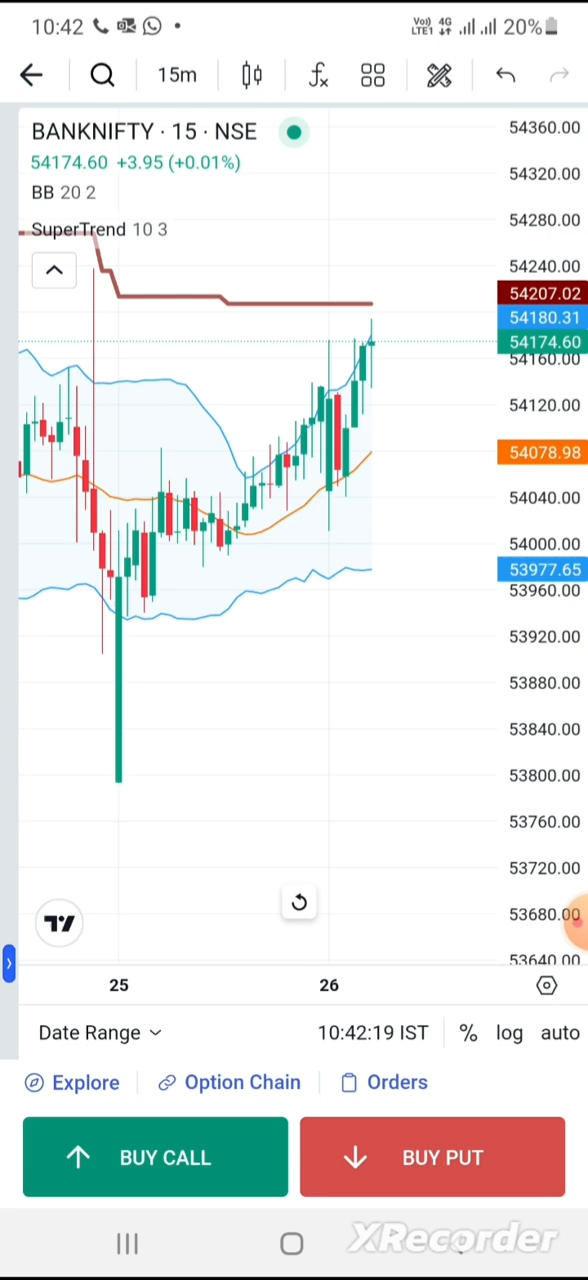 10:42 Vo)) 4G LTE1 20%
15m
BANKNIFTY · 15 · NSE
54174.60 +3.95 (+0.01%)
BB 20 2
SuperTrend 10 3
54360.00
54320.00
54280.00
54240.00
54207.02
54180.31
54174.60
54160.00
54120.00
54078.98
54040.00
54000.00
53977.65
53960.00
53920.00
53880.00
53840.00
53800.00
53760.00
53720.00
53680.00
53640.00
25 26
Date Range 10:42:19 IST % log auto
Explore Option Chain Orders
BUY CALL BUY PUT
XRecorder